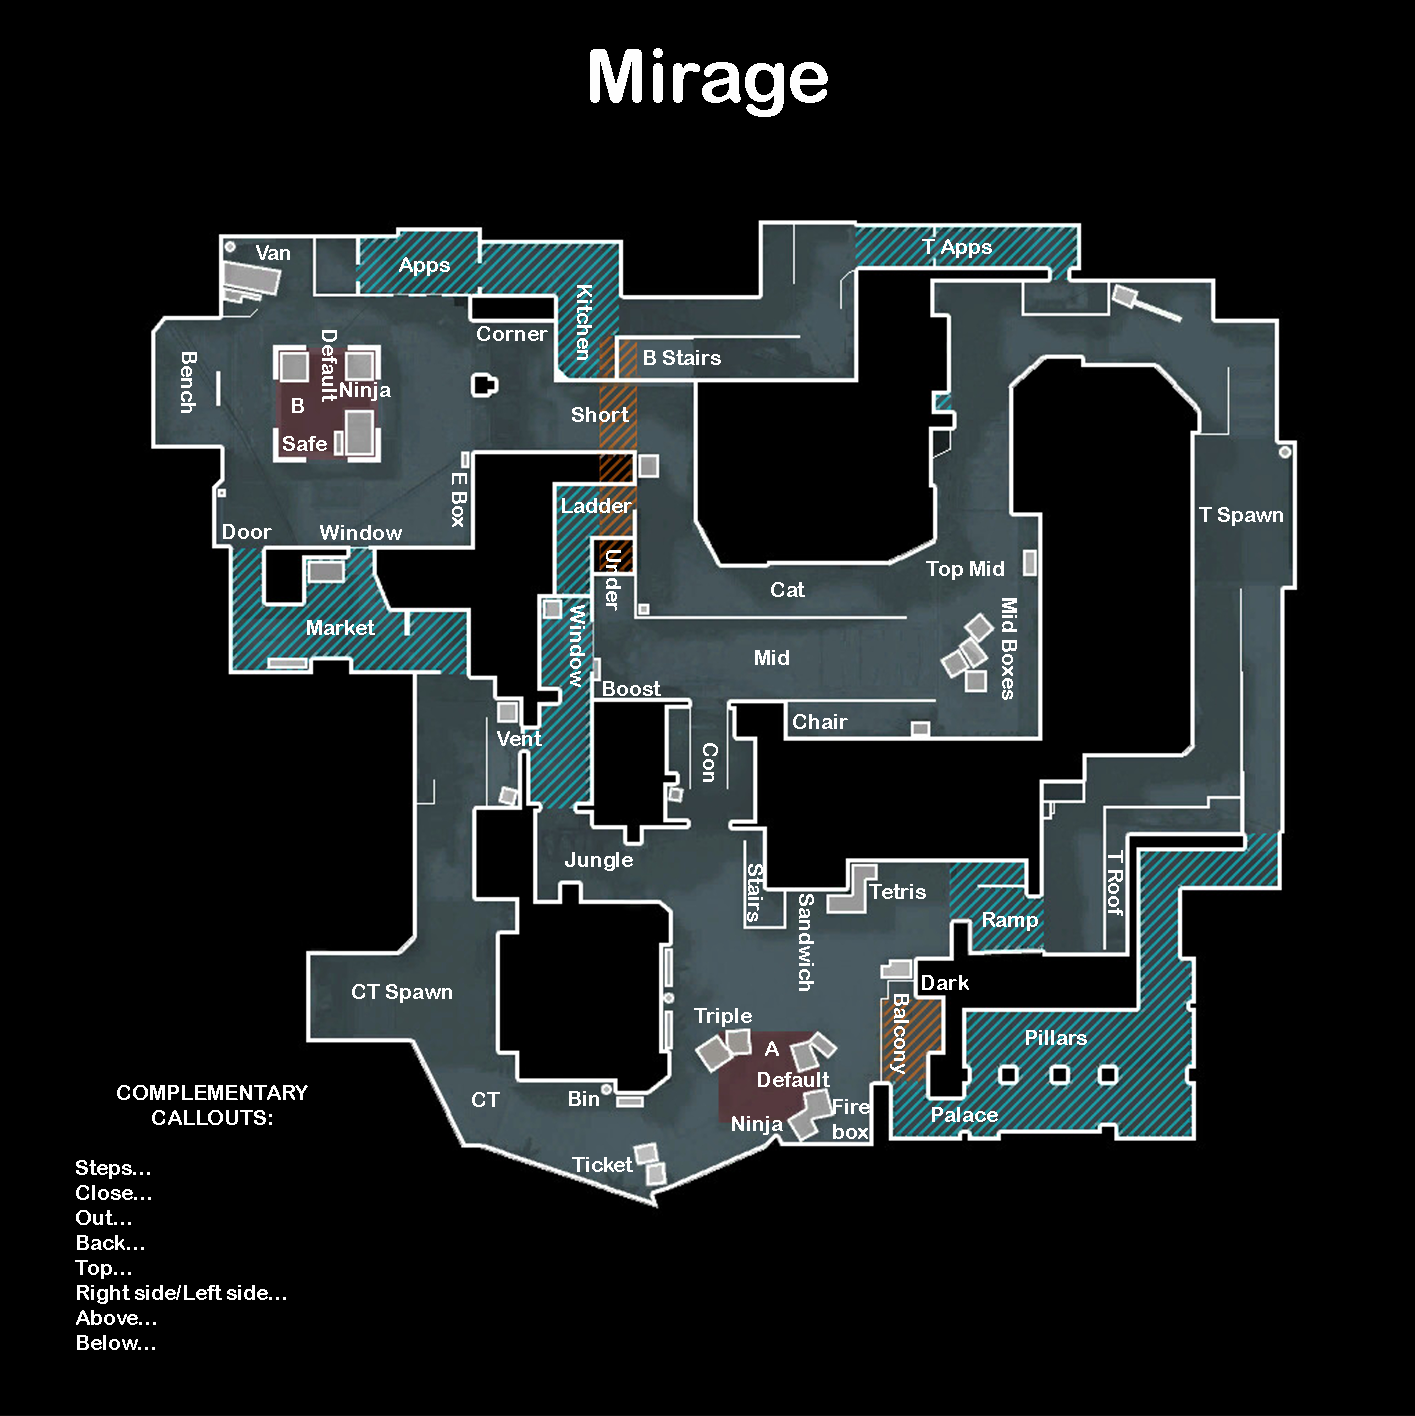 Mirage
Van
Apps
T Apps
Kitchen
Corner
B Stairs
Bench
Default
Ninja
B
Safe
Short
E Box
Ladder
Door
Window
T Spawn
Under
Top Mid
Cat
Market
Window
Mid Boxes
Mid
Boost
Chair
Vent
Con
Jungle
Stairs
Tetris
T Roof
Sandwich
Ramp
CT Spawn
Dark
Balcony
Triple
A
Pillars
Default
CT
Bin
Ninja
Fire
box
Palace
Ticket
COMPLEMENTARY
CALLOUTS:
Steps...
Close...
Out...
Back...
Top...
Right side/Left side...
Above...
Below...